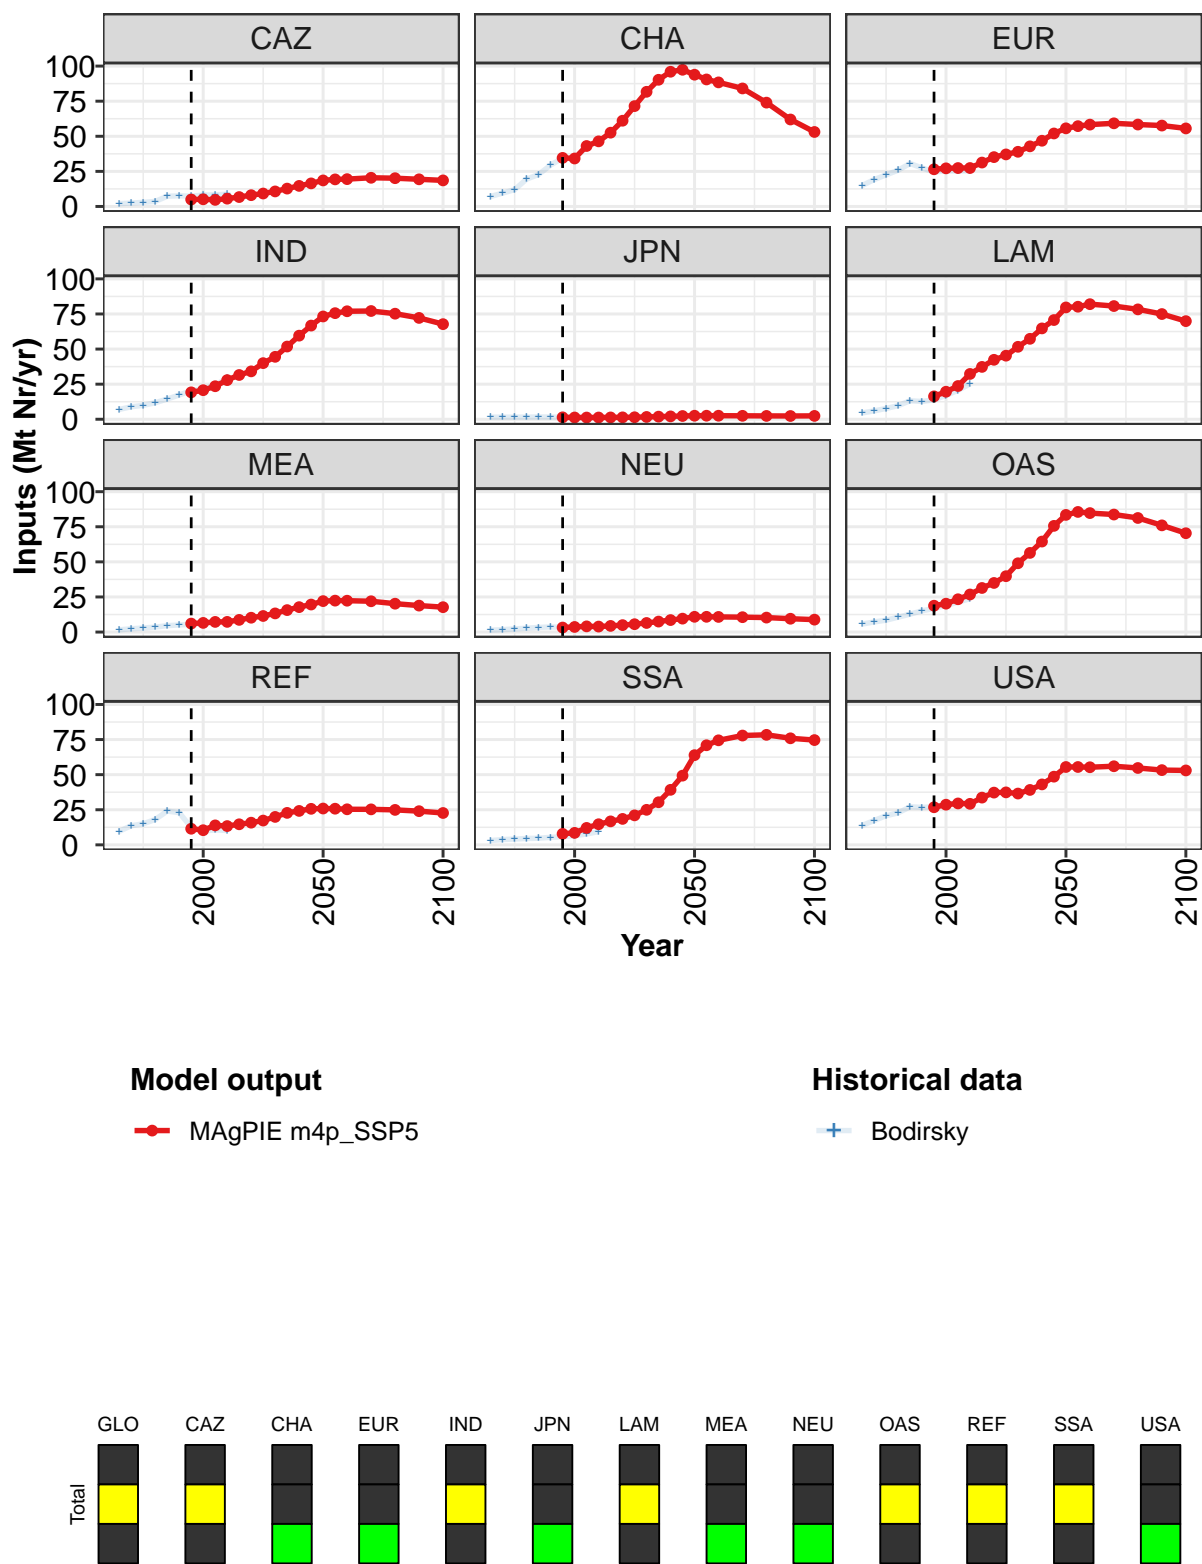 CAZ CHA EUR
100
75
50
25
0
IND JPN LAM
100
75
50
25
0
MEA NEU OAS
100
75
50
25
0
REF SSA USA
100
75
50
25
0
Inputs (Mt Nr/yr)
2000 2050 2100 2000 2050 2100 2000 2050 2100
Year
Model output Historical data
MAgPIE m4p_SSP5 Bodirsky
GLO CAZ CHA EUR IND JPN LAM MEA NEU OAS REF SSA USA
Total